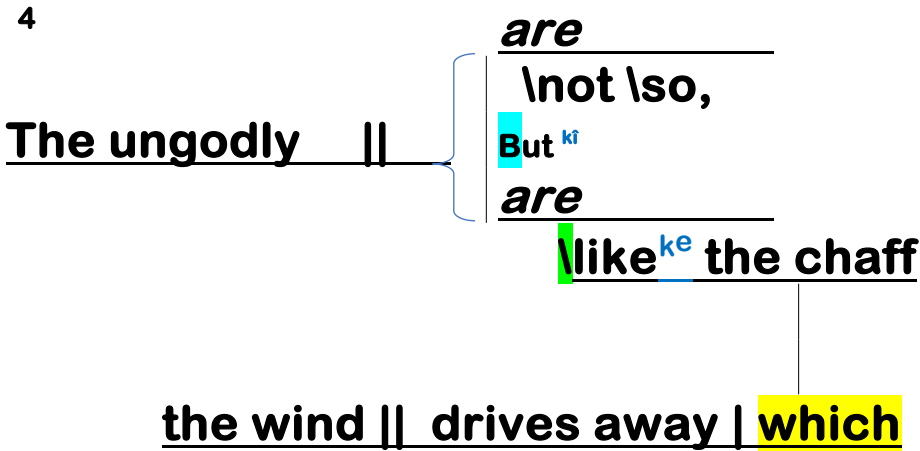 4
are
\not \so,
The ungodly ||
But kî
are
\like ke the chaff
the wind || drives away | which